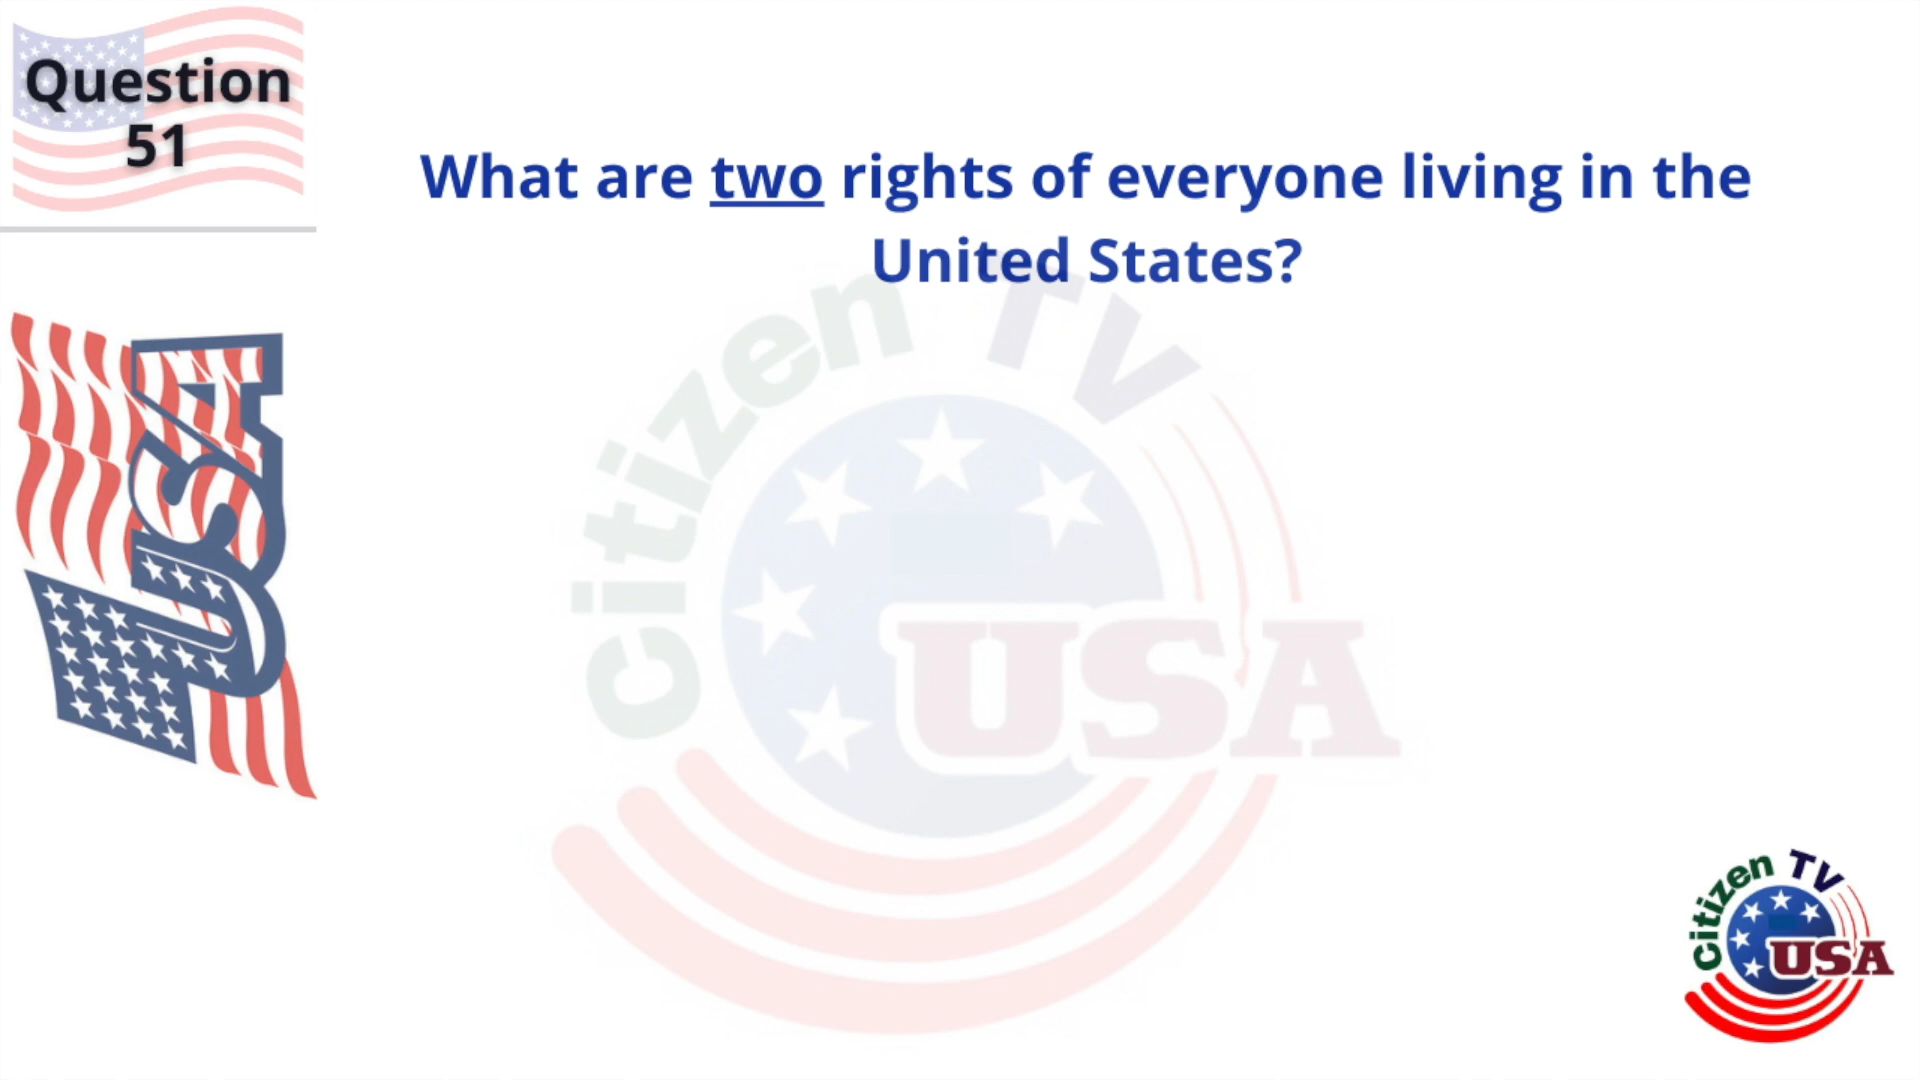 Question
51
What are two rights of everyone living in the
United States?
USA
Citizen TV
USA
Citizen TV
USA